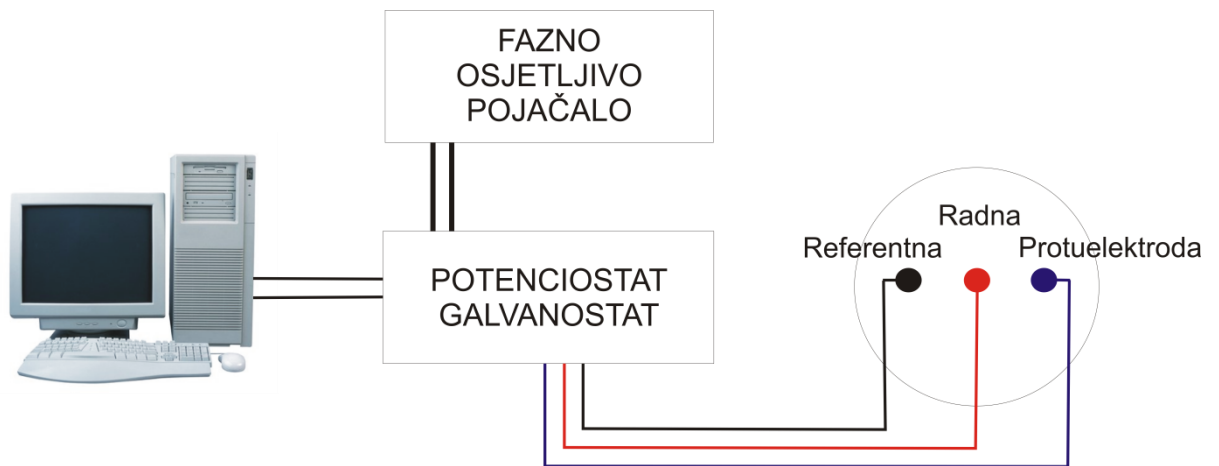 FAZNO
OSJETLJIVO
POJAČALO
POTENCIOSTAT
GALVANOSTAT
Radna
Referentna
Protuelektroda